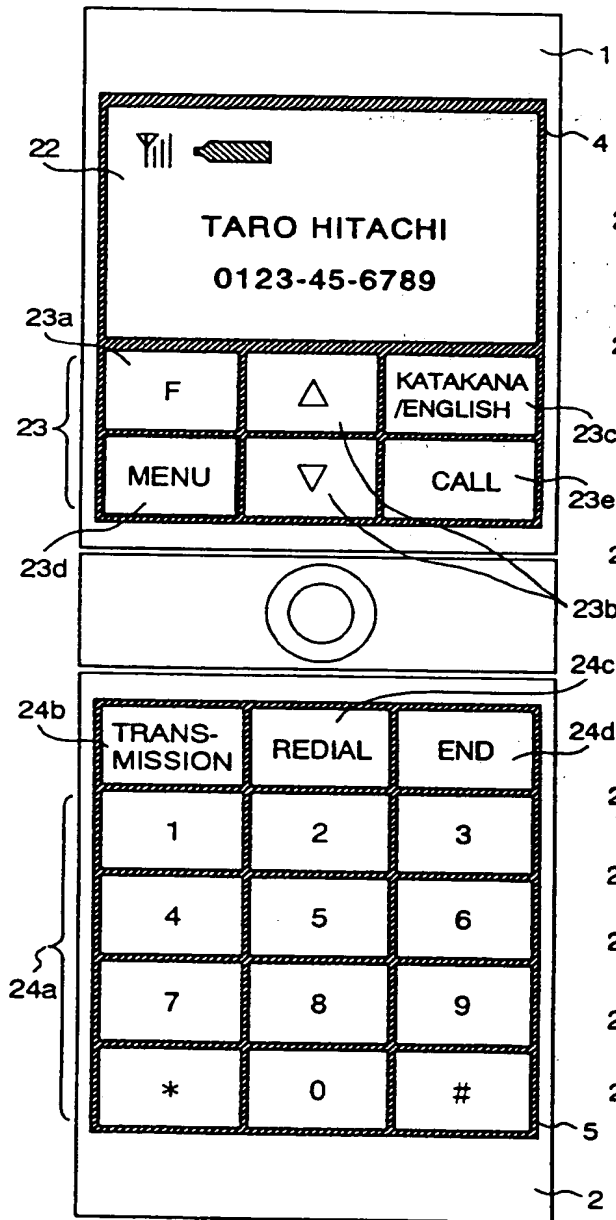 1
4
22
TARO HITACHI
0123-45-6789
23a
F
△
KATAKANA
/ENGLISH
23c
23
MENU
▽
CALL
23e
23d
23b
24c
24b
TRANS-
MISSION
REDIAL
END
24d
1 2 3
4 5 6
24a
7 8 9
* 0 #
5
2